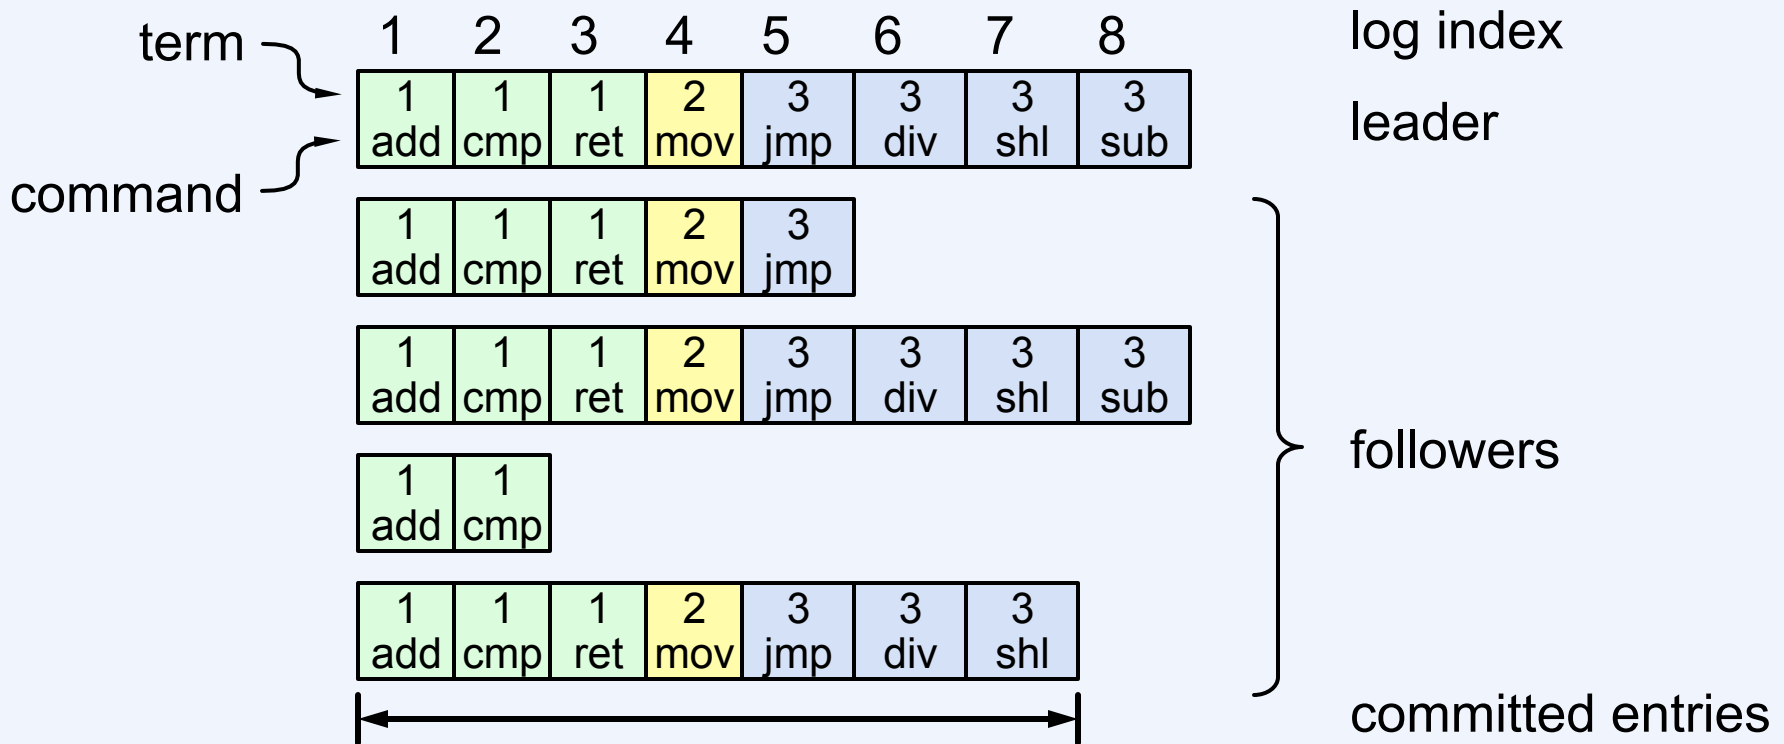 term
1 2 3 4 5 6 7 8 log index
1 1 1 2 3 3 3 3
add cmp ret mov jmp div shl sub
leader
command
1 1 1 2 3
add cmp ret mov jmp
1 1 1 2 3 3 3 3
add cmp ret mov jmp div shl sub
followers
1 1
add cmp
1 1 1 2 3 3 3
add cmp ret mov jmp div shl
committed entries